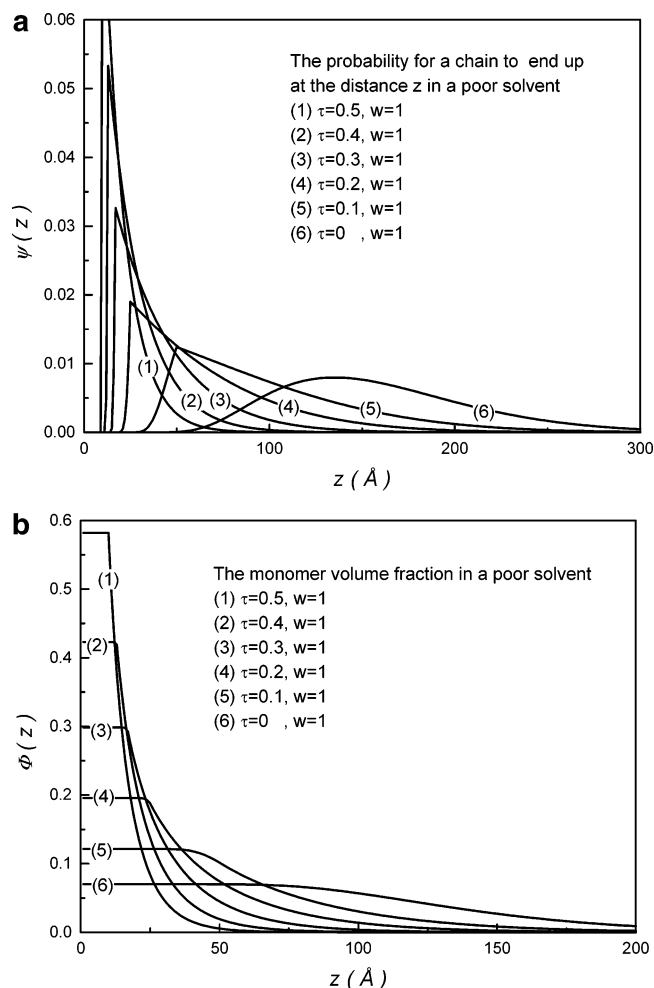 a
0.06
0.05
0.04
0.03
0.02
0.01
0.00
ψ ( z )
The probability for a chain to end up
at the distance z in a poor solvent
(1) τ=0.5, w=1
(2) τ=0.4, w=1
(3) τ=0.3, w=1
(4) τ=0.2, w=1
(5) τ=0.1, w=1
(6) τ=0 , w=1
(1)
(2)
(3)
(4)
(5)
(6)
0 100 200 300
z ( Å )
b
0.6
0.5
0.4
0.3
0.2
0.1
0.0
Φ ( z )
The monomer volume fraction in a poor solvent
(1) τ=0.5, w=1
(2) τ=0.4, w=1
(3) τ=0.3, w=1
(4) τ=0.2, w=1
(5) τ=0.1, w=1
(6) τ=0 , w=1
(1)
(2)
(3)
(4)
(5)
(6)
0 50 100 150 200
z ( Å )